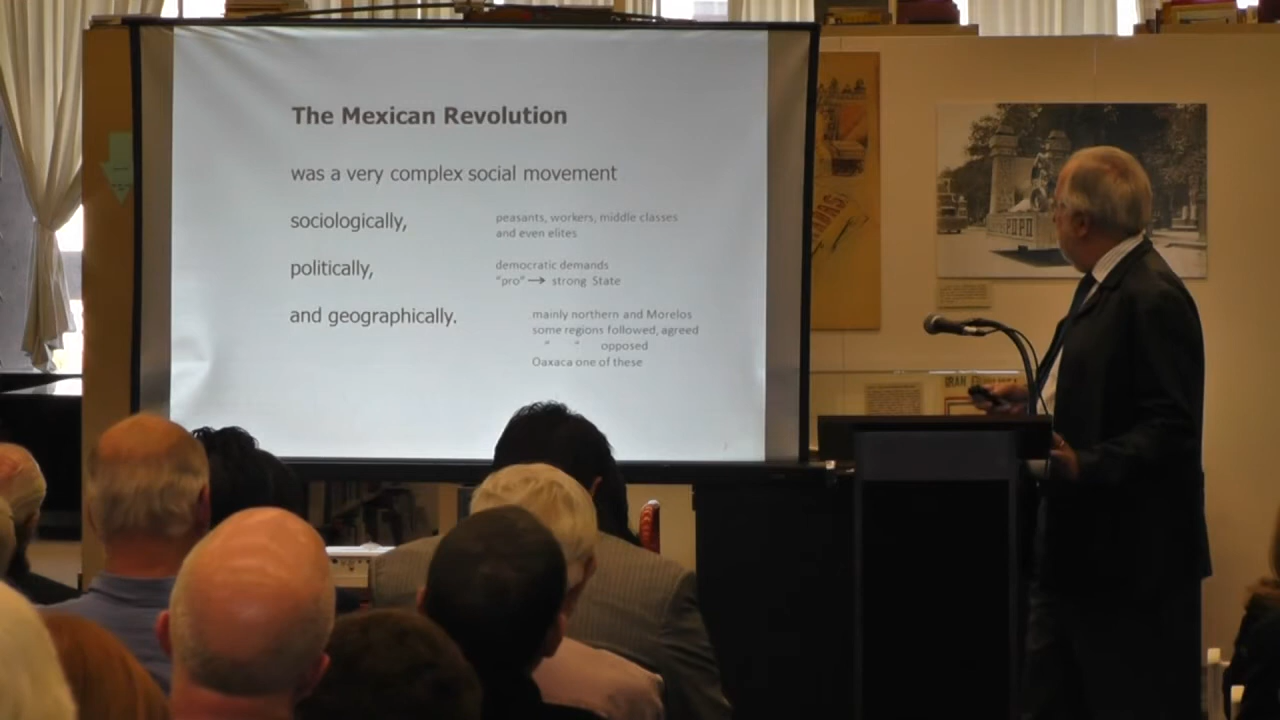 The Mexican Revolution
was a very complex social movement
sociologically, peasants, workers, middle classes
and even elites
politically, democratic demands
"pro" → strong State
and geographically. mainly northern and Morelos
some regions followed, agreed
" " opposed
Oaxaca one of these
GRAN